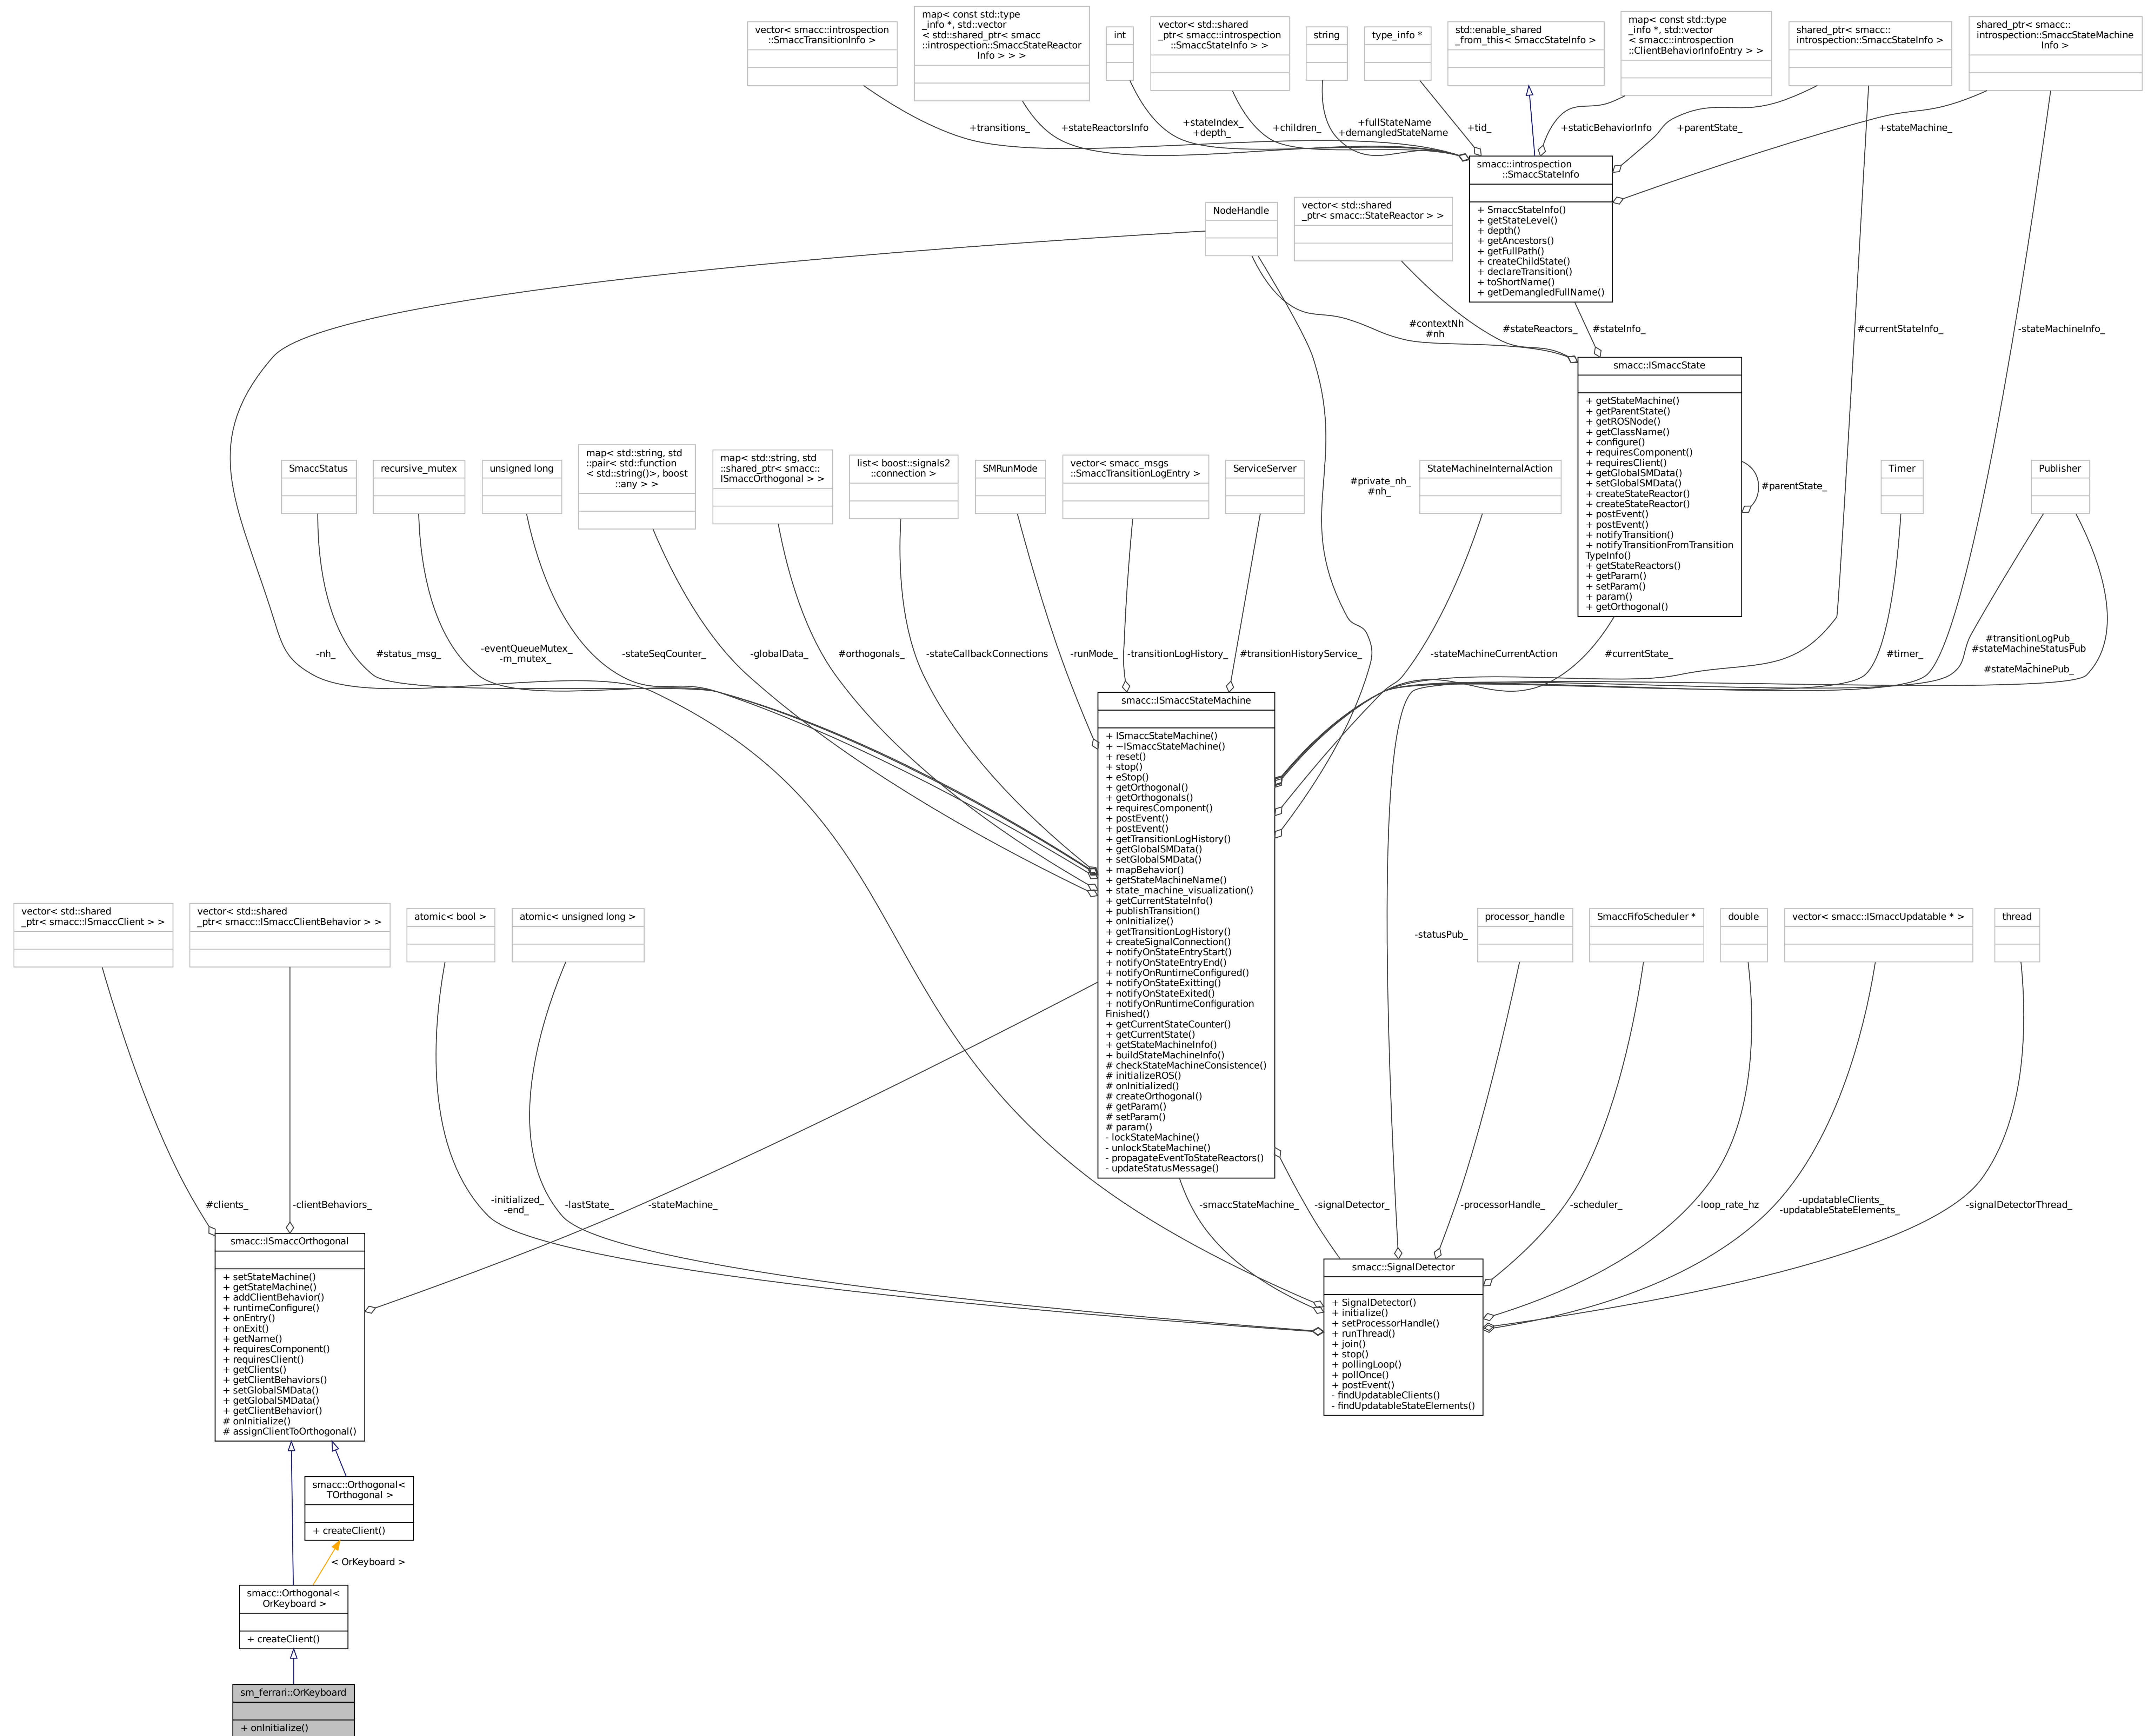 vector< smacc::introspection
::SmaccTransitionInfo >
map< const std::type
_info *, std::vector
< std::shared_ptr< smacc
::introspection::SmaccStateReactor
Info > > >
int
vector< std::shared
_ptr< smacc::introspection
::SmaccStateInfo > >
string
type_info *
std::enable_shared
_from_this< SmaccStateInfo >
map< const std::type
_info *, std::vector
< smacc::introspection
::ClientBehaviorInfoEntry > >
shared_ptr< smacc::
introspection::SmaccStateInfo >
shared_ptr< smacc::
introspection::SmaccStateMachine
Info >
+transitions_
+stateReactorsInfo
+stateIndex_
+depth_
+children_
+fullStateName
+demangledStateName
+tid_
+staticBehaviorInfo
+parentState_
+stateMachine_
smacc::introspection
::SmaccStateInfo
+ SmaccStateInfo()
+ getStateLevel()
+ depth()
+ getAncestors()
+ getFullPath()
+ createChildState()
+ declareTransition()
+ toShortName()
+ getDemangledFullName()
NodeHandle
vector< std::shared
_ptr< smacc::StateReactor > >
#contextNh
#nh
#stateReactors_
#stateInfo_
#currentStateInfo_
-stateMachineInfo_
smacc::ISmaccState
+ getStateMachine()
+ getParentState()
+ getROSNode()
+ getClassName()
+ configure()
+ requiresComponent()
+ requiresClient()
+ getGlobalSMData()
+ setGlobalSMData()
+ createStateReactor()
+ createStateReactor()
+ postEvent()
+ postEvent()
+ notifyTransition()
+ notifyTransitionFromTransition
TypeInfo()
+ getStateReactors()
+ getParam()
+ setParam()
+ param()
+ getOrthogonal()
#parentState_
SmaccStatus
recursive_mutex
unsigned long
map< std::string, std
::pair< std::function
< std::string()>, boost
::any > >
map< std::string, std
::shared_ptr< smacc::
ISmaccOrthogonal > >
list< boost::signals2
::connection >
SMRunMode
vector< smacc_msgs
::SmaccTransitionLogEntry >
ServiceServer
#private_nh_
#nh_
StateMachineInternalAction
Timer
Publisher
-nh_
#status_msg_
-eventQueueMutex_
-m_mutex_
-stateSeqCounter_
-globalData_
#orthogonals_
-stateCallbackConnections
-runMode_
-transitionLogHistory_
#transitionHistoryService_
-stateMachineCurrentAction
#currentState_
#timer_
#transitionLogPub_
#stateMachineStatusPub
_
#stateMachinePub_
smacc::ISmaccStateMachine
+ ISmaccStateMachine()
+ ~ISmaccStateMachine()
+ reset()
+ stop()
+ eStop()
+ getOrthogonal()
+ getOrthogonals()
+ requiresComponent()
+ postEvent()
+ postEvent()
+ getTransitionLogHistory()
+ getGlobalSMData()
+ setGlobalSMData()
+ mapBehavior()
+ getStateMachineName()
+ state_machine_visualization()
+ getCurrentStateInfo()
+ publishTransition()
+ onInitialize()
+ getTransitionLogHistory()
+ createSignalConnection()
+ notifyOnStateEntryStart()
+ notifyOnStateEntryEnd()
+ notifyOnRuntimeConfigured()
+ notifyOnStateExitting()
+ notifyOnStateExited()
+ notifyOnRuntimeConfiguration
Finished()
+ getCurrentStateCounter()
+ getCurrentState()
+ getStateMachineInfo()
+ buildStateMachineInfo()
# checkStateMachineConsistence()
# initializeROS()
# onInitialized()
# createOrthogonal()
# getParam()
# setParam()
# param()
- lockStateMachine()
- unlockStateMachine()
- propagateEventToStateReactors()
- updateStatusMessage()
vector< std::shared
_ptr< smacc::ISmaccClient > >
vector< std::shared
_ptr< smacc::ISmaccClientBehavior > >
atomic< bool >
atomic< unsigned long >
-statusPub_
processor_handle
SmaccFifoScheduler *
double
vector< smacc::ISmaccUpdatable * >
thread
#clients_
-clientBehaviors_
-initialized_
-end_
-lastState_
-stateMachine_
-smaccStateMachine_
-signalDetector_
-processorHandle_
-scheduler_
-loop_rate_hz
-updatableClients_
-updatableStateElements_
-signalDetectorThread_
smacc::ISmaccOrthogonal
+ setStateMachine()
+ getStateMachine()
+ addClientBehavior()
+ runtimeConfigure()
+ onEntry()
+ onExit()
+ getName()
+ requiresComponent()
+ requiresClient()
+ getClients()
+ getClientBehaviors()
+ setGlobalSMData()
+ getGlobalSMData()
+ getClientBehavior()
# onInitialize()
# assignClientToOrthogonal()
smacc::SignalDetector
+ SignalDetector()
+ initialize()
+ setProcessorHandle()
+ runThread()
+ join()
+ stop()
+ pollingLoop()
+ pollOnce()
+ postEvent()
- findUpdatableClients()
- findUpdatableStateElements()
smacc::Orthogonal<
TOrthogonal >
+ createClient()
< OrKeyboard >
smacc::Orthogonal<
OrKeyboard >
+ createClient()
sm_ferrari::OrKeyboard
+ onInitialize()